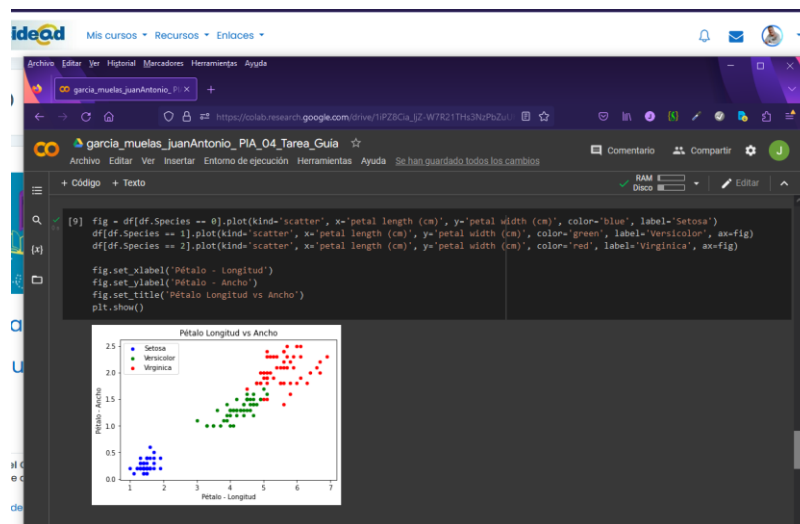 idead Mis cursos Recursos Enlaces
Archivo Editar Ver Historial Marcadores Herramientas Ayuda
garcia_muelas_juanAntonio_ PI
https://colab.research.google.com/drive/
garcia_muelas_juanAntonio_ PIA_04_Tarea_Guía
Archivo Editar Ver Insertar Entorno de ejecución Herramientas Ayuda Se han guardado todos los cambios
Comentario Compartir J
+ Código + Texto
RAM
Disco
Editar
{x}
[9] fig = df[df.Species == 0].plot(kind='scatter', x='petal length (cm)', y='petal width (cm)', color='blue', label='Setosa')
df[df.Species == 1].plot(kind='scatter', x='petal length (cm)', y='petal width (cm)', color='green', label='Versicolor', ax=fig)
df[df.Species == 2].plot(kind='scatter', x='petal length (cm)', y='petal width (cm)', color='red', label='Virginica', ax=fig)
fig.set_xlabel('Pétalo - Longitud')
fig.set_ylabel('Pétalo - Ancho')
fig.set_title('Pétalo Longitud vs Ancho')
plt.show()
Pétalo Longitud vs Ancho
Setosa
Versicolor
Virginica
Pétalo - Ancho
2.5
2.0
1.5
1.0
0.5
0.0
1 2 3 4 5 6 7
Pétalo - Longitud